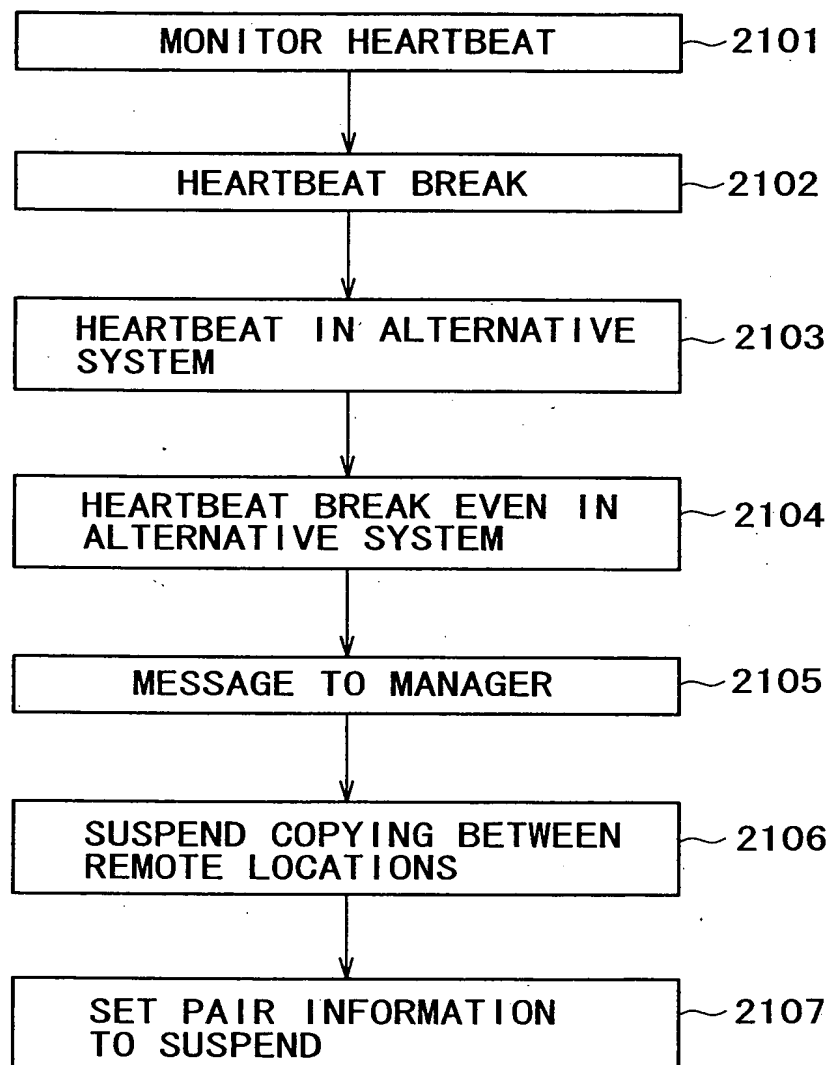 MONITOR HEARTBEAT 2101
HEARTBEAT BREAK 2102
HEARTBEAT IN ALTERNATIVE
SYSTEM 2103
HEARTBEAT BREAK EVEN IN
ALTERNATIVE SYSTEM 2104
MESSAGE TO MANAGER 2105
SUSPEND COPYING BETWEEN
REMOTE LOCATIONS 2106
SET PAIR INFORMATION
TO SUSPEND 2107